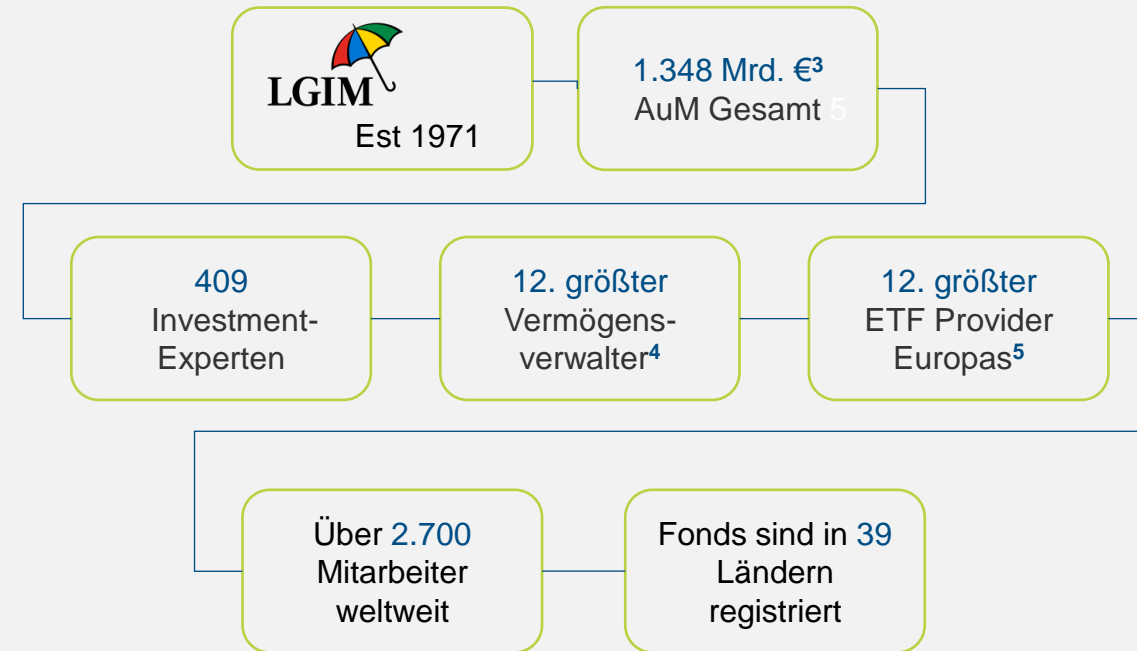 LGIM
Est 1971
1.348 Mrd. €³
AuM Gesamt 5
409
Investment-
Experten
12. größter
Vermögens-
verwalter⁴
12. größter
ETF Provider
Europas⁵
Über 2.700
Mitarbeiter
weltweit
Fonds sind in 39
Ländern
registriert